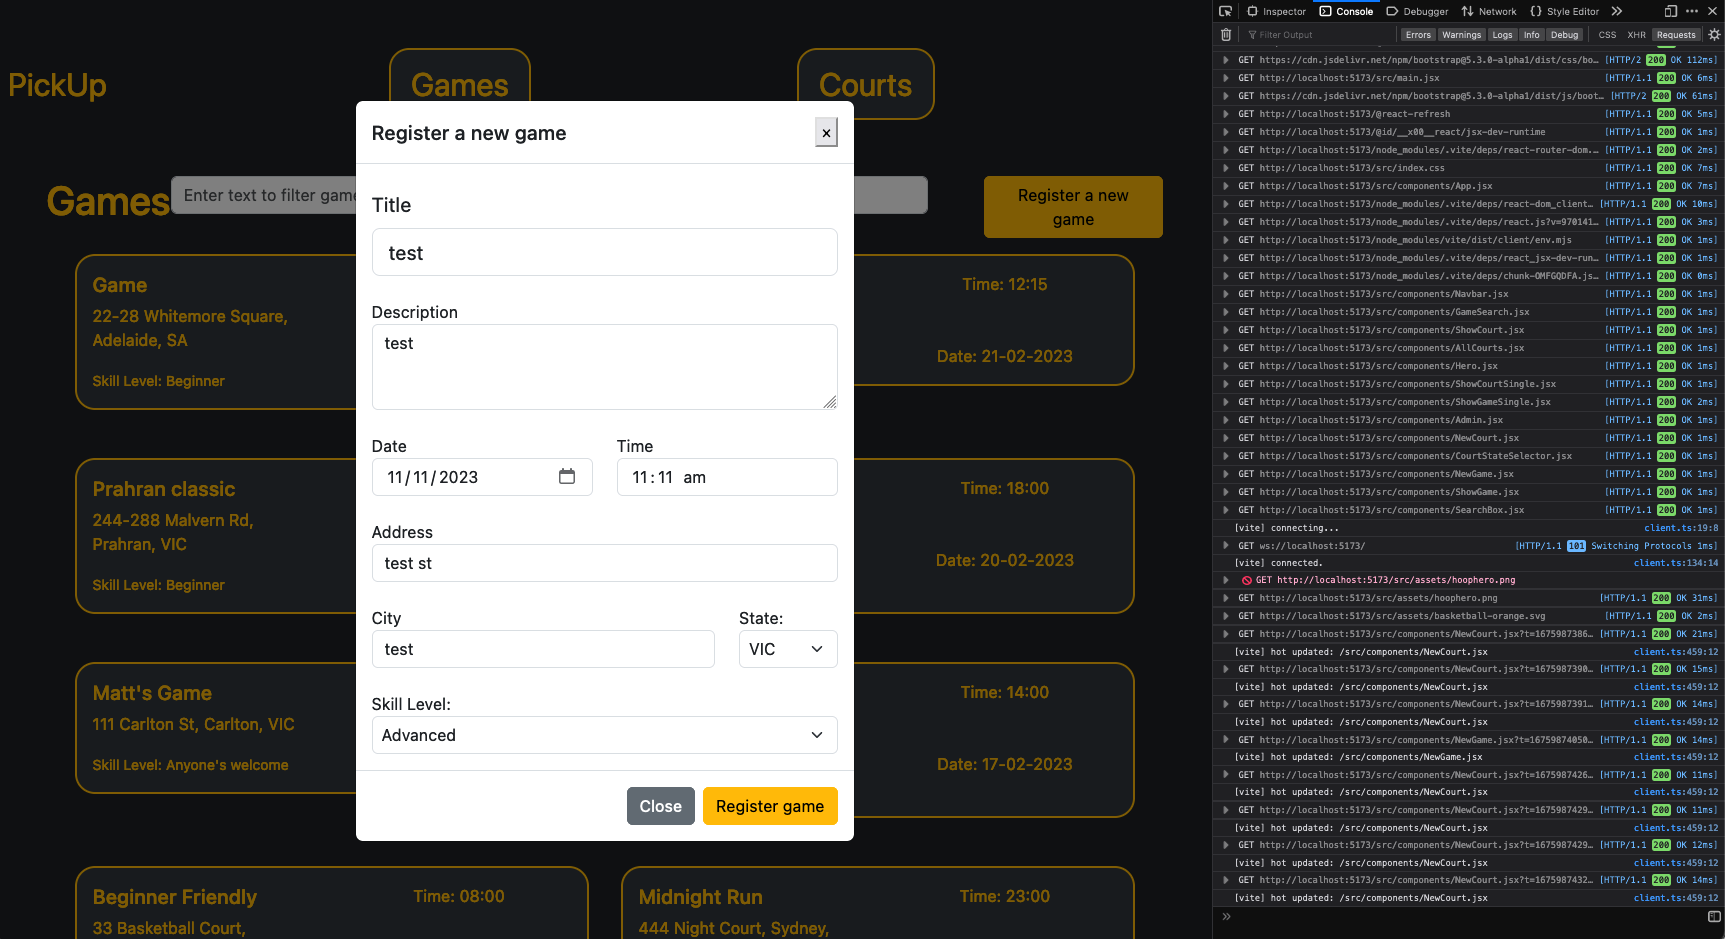 PickUp
Games
Courts
Games
Enter text to filter game
Register a new
game
Game
22-28 Whitemore Square,
Adelaide, SA
Skill Level: Beginner
Time: 12:15
Date: 21-02-2023
Prahran classic
244-288 Malvern Rd,
Prahran, VIC
Skill Level: Beginner
Time: 18:00
Date: 20-02-2023
Matt's Game
111 Carlton St, Carlton, VIC
Skill Level: Anyone's welcome
Time: 14:00
Date: 17-02-2023
Beginner Friendly
Time: 08:00
33 Basketball Court,
Midnight Run
Time: 23:00
444 Night Court, Sydney,
Register a new game
×
Title
test
Description
test
Date
Time
11/11/2023
11:11 am
Address
test st
City
State:
test
VIC
Skill Level:
Advanced
Close
Register game
Inspector Console Debugger Network Style Editor
Filter Output
Errors Warnings Logs Info Debug CSS XHR Requests
GET https://cdn.jsdelivr.net/npm/bootstrap@5.3.0-alpha1/dist/css/bo… [HTTP/2 200 OK 112ms]
GET http://localhost:5173/src/main.jsx [HTTP/1.1 200 OK 6ms]
GET https://cdn.jsdelivr.net/npm/bootstrap@5.3.0-alpha1/dist/js/boot… [HTTP/2 200 OK 61ms]
GET http://localhost:5173/@react-refresh [HTTP/1.1 200 OK 5ms]
GET http://localhost:5173/@id/__x00__react/jsx-dev-runtime [HTTP/1.1 200 OK 1ms]
GET http://localhost:5173/node_modules/.vite/deps/react-router-dom.… [HTTP/1.1 200 OK 2ms]
GET http://localhost:5173/src/index.css [HTTP/1.1 200 OK 7ms]
GET http://localhost:5173/src/components/App.jsx [HTTP/1.1 200 OK 7ms]
GET http://localhost:5173/node_modules/.vite/deps/react-dom_client… [HTTP/1.1 200 OK 10ms]
GET http://localhost:5173/node_modules/.vite/deps/react.js?v=970141… [HTTP/1.1 200 OK 3ms]
GET http://localhost:5173/node_modules/vite/dist/client/env.mjs [HTTP/1.1 200 OK 1ms]
GET http://localhost:5173/node_modules/.vite/deps/react_jsx-dev-run… [HTTP/1.1 200 OK 1ms]
GET http://localhost:5173/node_modules/.vite/deps/chunk-OMFGQDFA.js… [HTTP/1.1 200 OK 0ms]
GET http://localhost:5173/src/components/Navbar.jsx [HTTP/1.1 200 OK 1ms]
GET http://localhost:5173/src/components/GameSearch.jsx [HTTP/1.1 200 OK 1ms]
GET http://localhost:5173/src/components/ShowCourt.jsx [HTTP/1.1 200 OK 1ms]
GET http://localhost:5173/src/components/AllCourts.jsx [HTTP/1.1 200 OK 1ms]
GET http://localhost:5173/src/components/Hero.jsx [HTTP/1.1 200 OK 1ms]
GET http://localhost:5173/src/components/ShowCourtSingle.jsx [HTTP/1.1 200 OK 1ms]
GET http://localhost:5173/src/components/ShowGameSingle.jsx [HTTP/1.1 200 OK 2ms]
GET http://localhost:5173/src/components/Admin.jsx [HTTP/1.1 200 OK 1ms]
GET http://localhost:5173/src/components/NewCourt.jsx [HTTP/1.1 200 OK 1ms]
GET http://localhost:5173/src/components/CourtStateSelector.jsx [HTTP/1.1 200 OK 1ms]
GET http://localhost:5173/src/components/NewGame.jsx [HTTP/1.1 200 OK 1ms]
GET http://localhost:5173/src/components/ShowGame.jsx [HTTP/1.1 200 OK 1ms]
GET http://localhost:5173/src/components/SearchBox.jsx [HTTP/1.1 200 OK 1ms]
[vite] connecting... client.ts:19:8
GET ws://localhost:5173/ [HTTP/1.1 101 Switching Protocols 1ms]
[vite] connected. client.ts:134:14
GET http://localhost:5173/src/assets/hoophero.png
GET http://localhost:5173/src/assets/hoophero.png [HTTP/1.1 200 OK 31ms]
GET http://localhost:5173/src/assets/basketball-orange.svg [HTTP/1.1 200 OK 2ms]
GET http://localhost:5173/src/components/NewCourt.jsx?t=1675987386… [HTTP/1.1 200 OK 21ms]
[vite] hot updated: /src/components/NewCourt.jsx client.ts:459:12
GET http://localhost:5173/src/components/NewCourt.jsx?t=1675987390… [HTTP/1.1 200 OK 15ms]
[vite] hot updated: /src/components/NewCourt.jsx client.ts:459:12
GET http://localhost:5173/src/components/NewCourt.jsx?t=1675987391… [HTTP/1.1 200 OK 14ms]
[vite] hot updated: /src/components/NewCourt.jsx client.ts:459:12
GET http://localhost:5173/src/components/NewGame.jsx?t=16759874050… [HTTP/1.1 200 OK 14ms]
[vite] hot updated: /src/components/NewGame.jsx client.ts:459:12
GET http://localhost:5173/src/components/NewCourt.jsx?t=1675987426… [HTTP/1.1 200 OK 11ms]
[vite] hot updated: /src/components/NewCourt.jsx client.ts:459:12
GET http://localhost:5173/src/components/NewCourt.jsx?t=1675987429… [HTTP/1.1 200 OK 11ms]
[vite] hot updated: /src/components/NewCourt.jsx client.ts:459:12
GET http://localhost:5173/src/components/NewCourt.jsx?t=1675987429… [HTTP/1.1 200 OK 12ms]
[vite] hot updated: /src/components/NewCourt.jsx client.ts:459:12
GET http://localhost:5173/src/components/NewCourt.jsx?t=1675987432… [HTTP/1.1 200 OK 14ms]
[vite] hot updated: /src/components/NewCourt.jsx client.ts:459:12